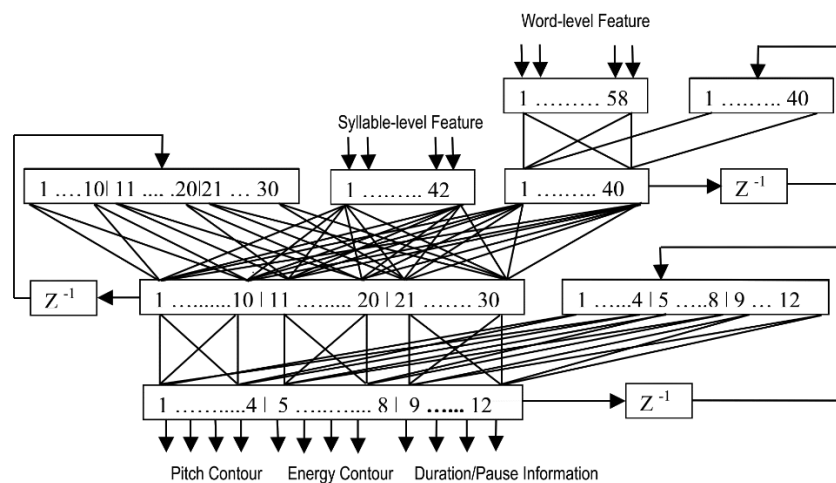 Word-level Feature
1 ……… 58
1 …..….. 40
Syllable-level Feature
1 ….10| 11 .... .20|21 … 30
1 ……... 42
1 ……... 40
Z -1
Z -1
1 ….......10 | 11 ...….... 20 | 21 ……. 30
1 …...4 | 5 …..8 | 9 … 12
1 ….…....4 | 5 …..…..... 8 | 9 …... 12
Z -1
Pitch Contour Energy Contour Duration/Pause Information